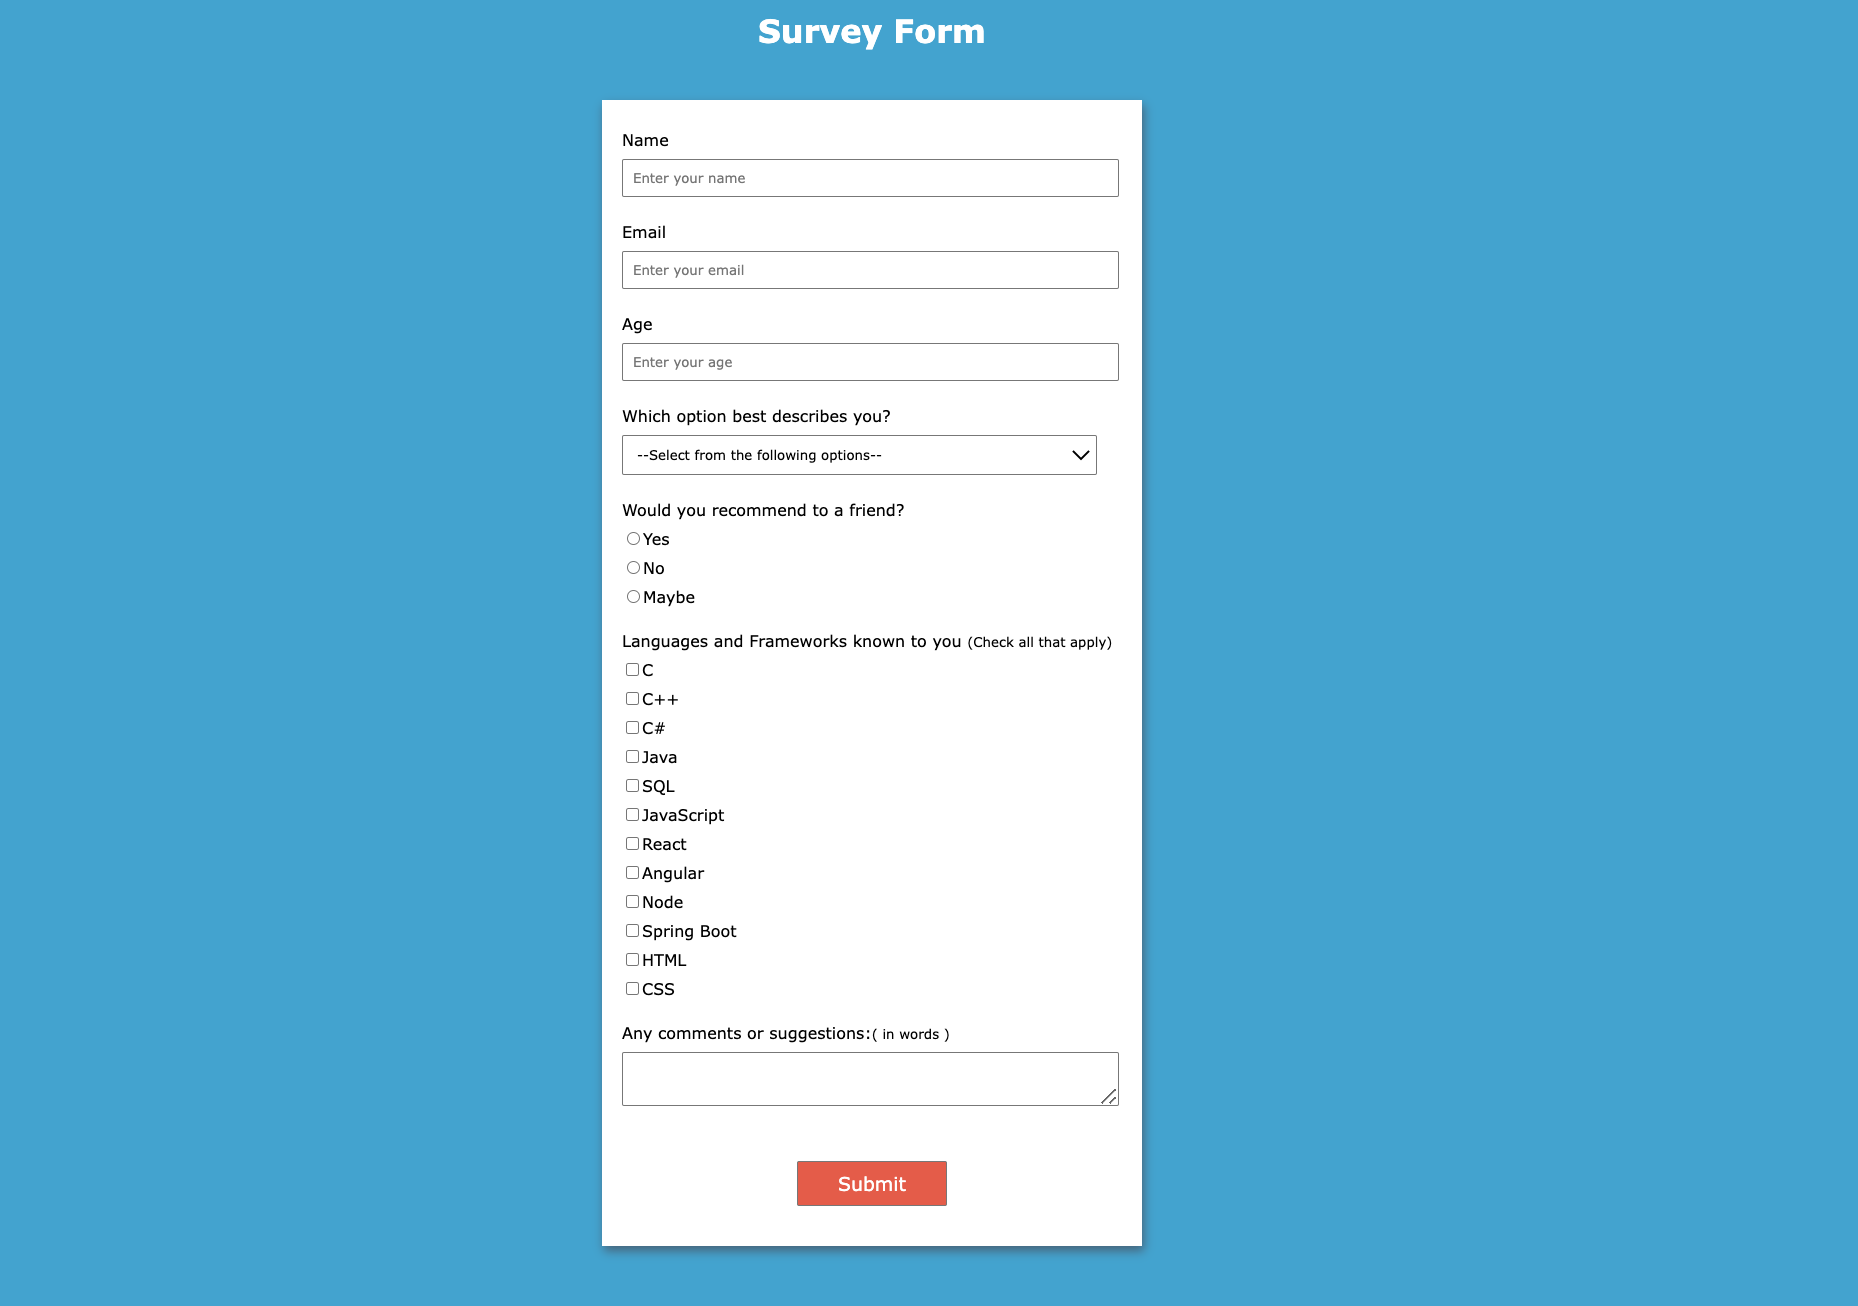 Survey Form
Name
Enter your name
Email
Enter your email
Age
Enter your age
Which option best describes you?
--Select from the following options--
Would you recommend to a friend?
Yes
No
Maybe
Languages and Frameworks known to you (Check all that apply)
C
C++
C#
Java
SQL
JavaScript
React
Angular
Node
Spring Boot
HTML
CSS
Any comments or suggestions:( in words )
Submit